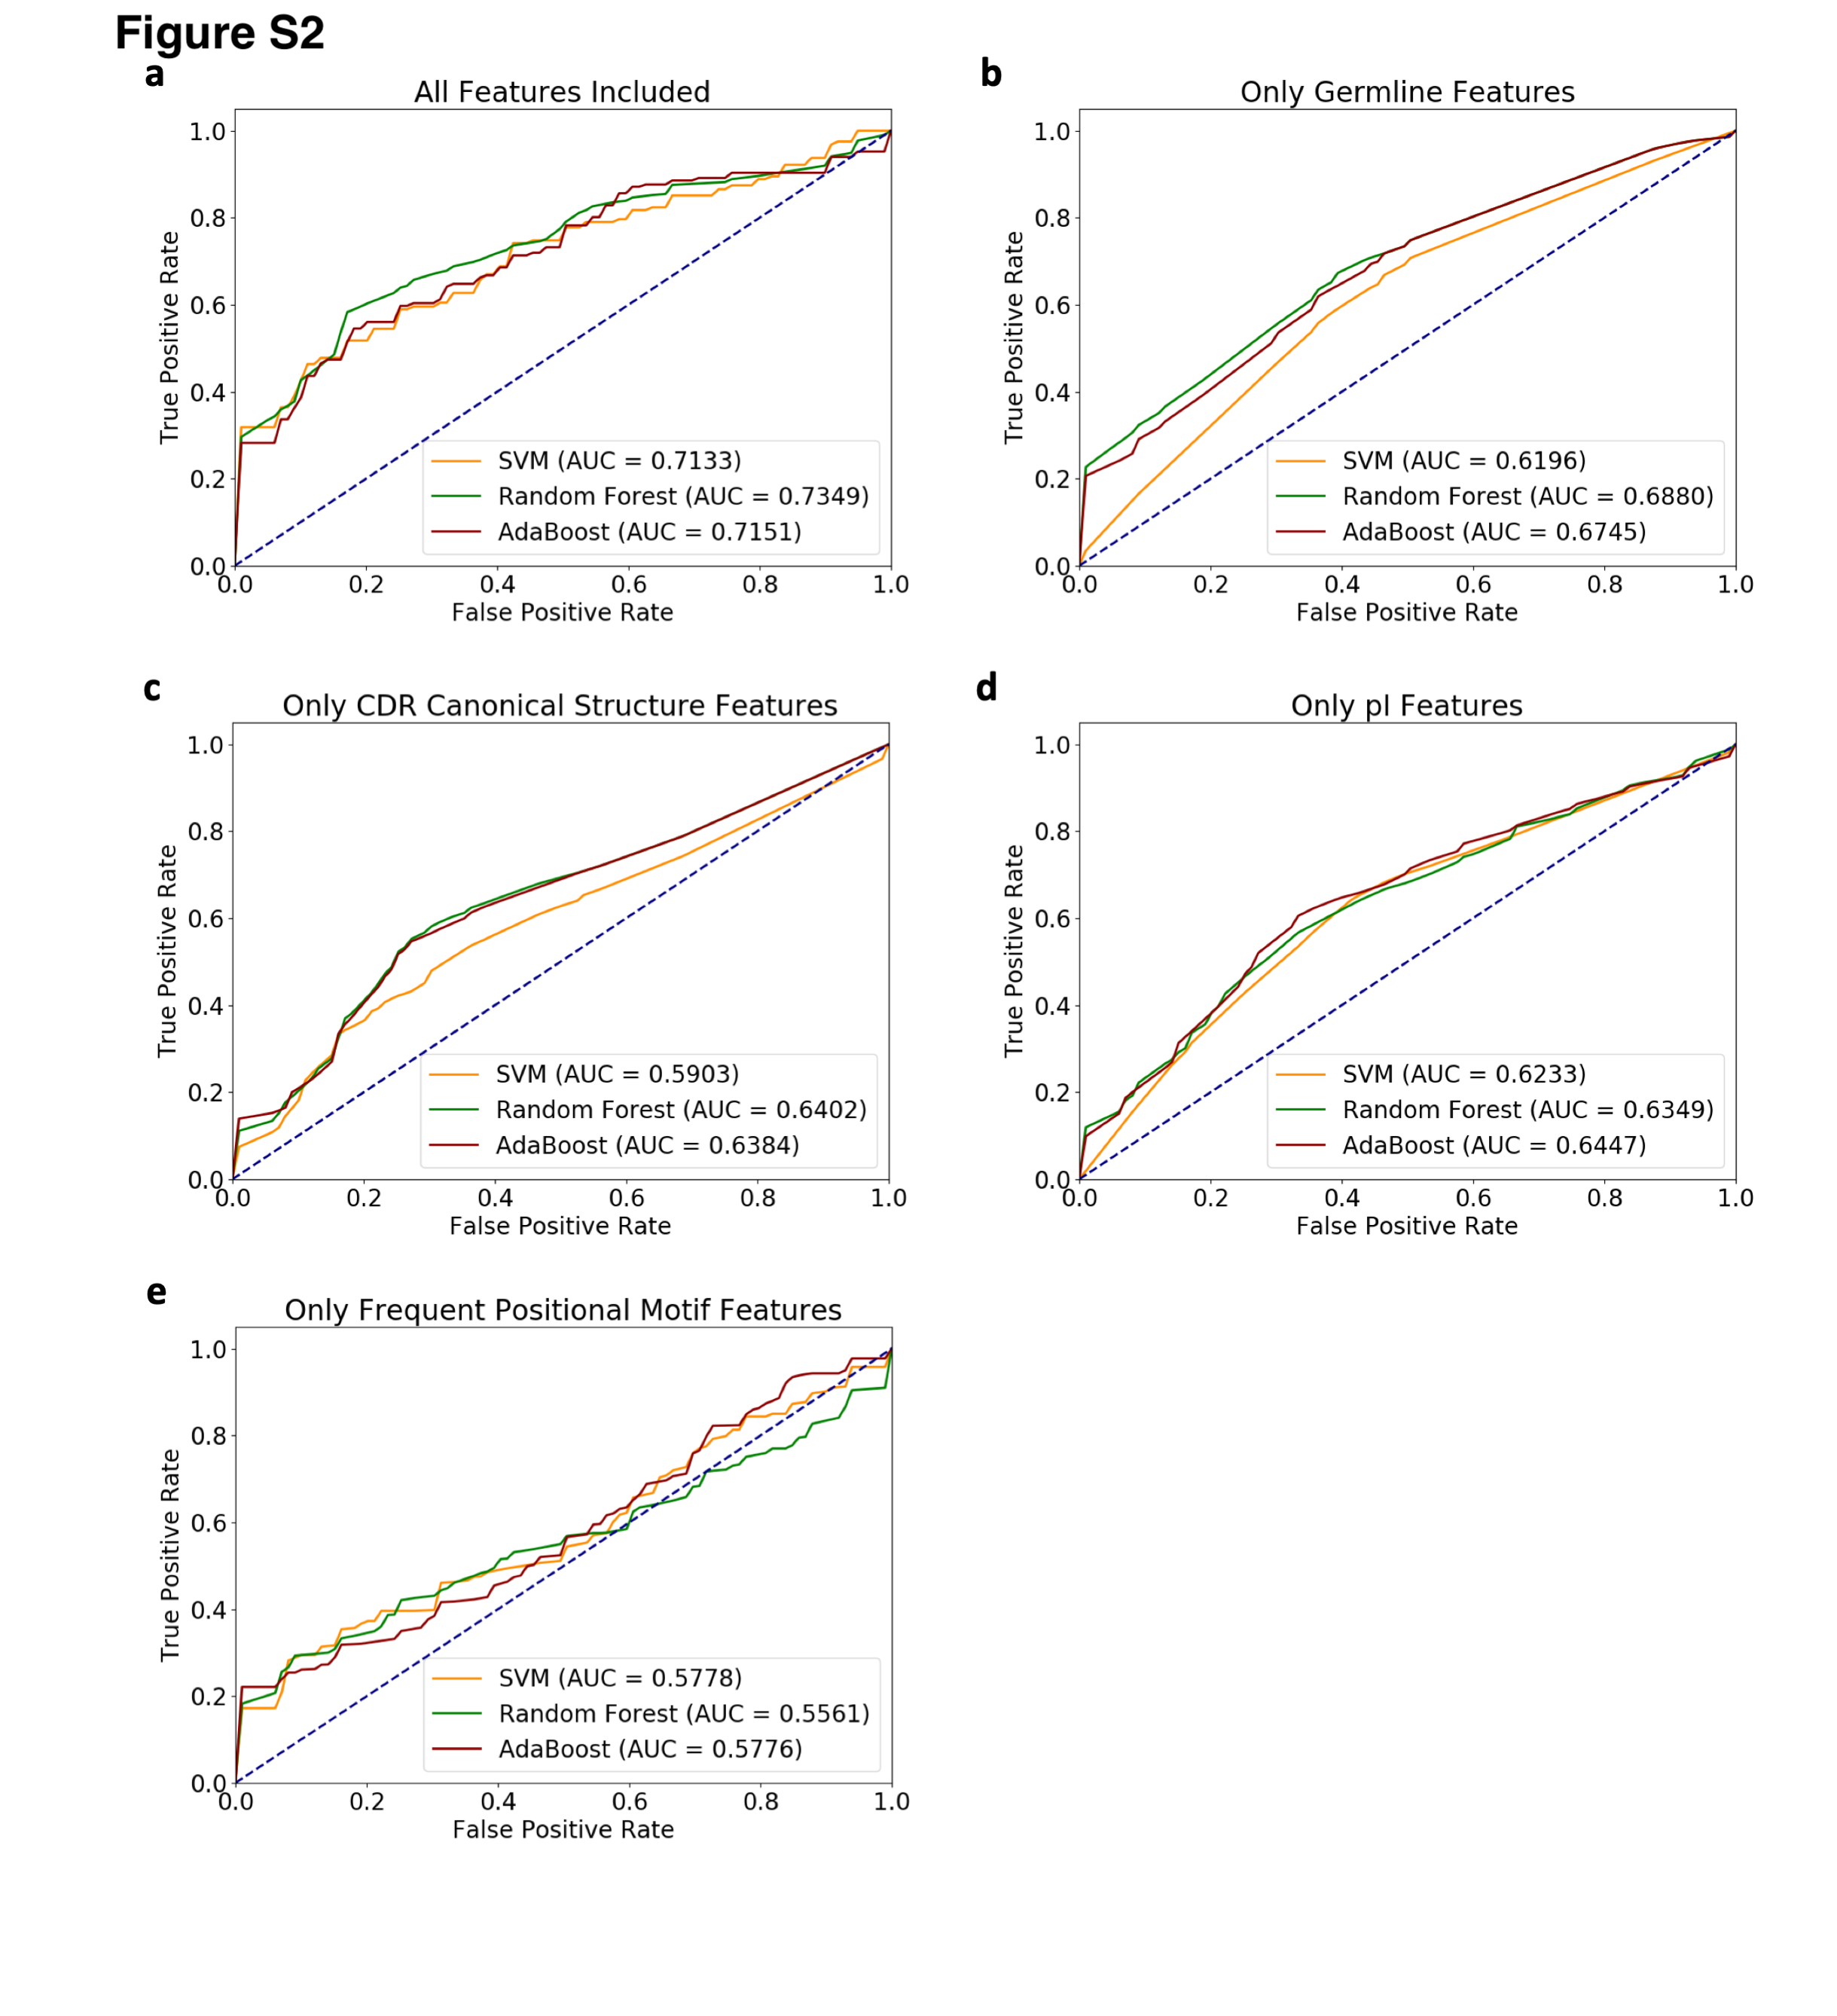 Figure S2
a
All Features Included
True Positive Rate
1.0
0.8
0.6
0.4
0.2
0.0
SVM (AUC = 0.7133)
Random Forest (AUC = 0.7349)
AdaBoost (AUC = 0.7151)
0.0 0.2 0.4 0.6 0.8 1.0
False Positive Rate
b
Only Germline Features
True Positive Rate
1.0
0.8
0.6
0.4
0.2
0.0
SVM (AUC = 0.6196)
Random Forest (AUC = 0.6880)
AdaBoost (AUC = 0.6745)
0.0 0.2 0.4 0.6 0.8 1.0
False Positive Rate
c
Only CDR Canonical Structure Features
True Positive Rate
1.0
0.8
0.6
0.4
0.2
0.0
SVM (AUC = 0.5903)
Random Forest (AUC = 0.6402)
AdaBoost (AUC = 0.6384)
0.0 0.2 0.4 0.6 0.8 1.0
False Positive Rate
d
Only pI Features
True Positive Rate
1.0
0.8
0.6
0.4
0.2
0.0
SVM (AUC = 0.6233)
Random Forest (AUC = 0.6349)
AdaBoost (AUC = 0.6447)
0.0 0.2 0.4 0.6 0.8 1.0
False Positive Rate
e
Only Frequent Positional Motif Features
True Positive Rate
1.0
0.8
0.6
0.4
0.2
0.0
SVM (AUC = 0.5778)
Random Forest (AUC = 0.5561)
AdaBoost (AUC = 0.5776)
0.0 0.2 0.4 0.6 0.8 1.0
False Positive Rate